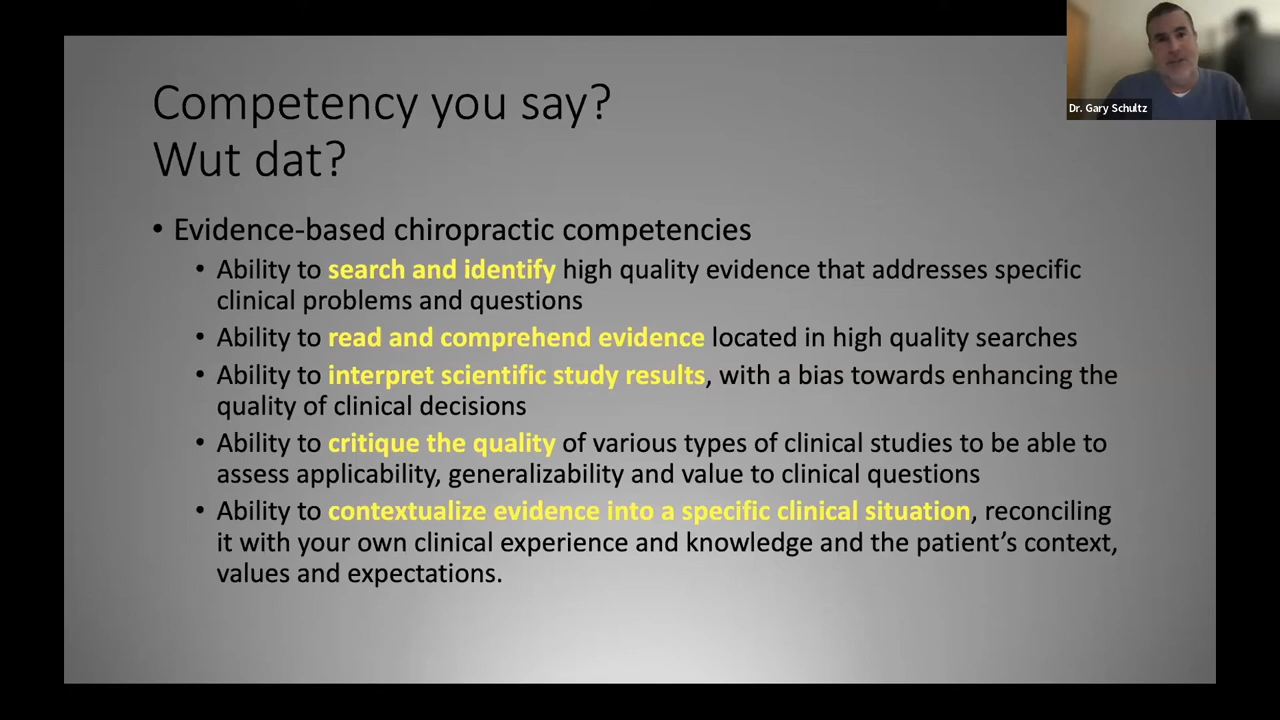 Dr. Gary Schultz
Competency you say?
Wut dat?
• Evidence-based chiropractic competencies
• Ability to search and identify high quality evidence that addresses specific
clinical problems and questions
• Ability to read and comprehend evidence located in high quality searches
• Ability to interpret scientific study results, with a bias towards enhancing the
quality of clinical decisions
• Ability to critique the quality of various types of clinical studies to be able to
assess applicability, generalizability and value to clinical questions
• Ability to contextualize evidence into a specific clinical situation, reconciling
it with your own clinical experience and knowledge and the patient's context,
values and expectations.